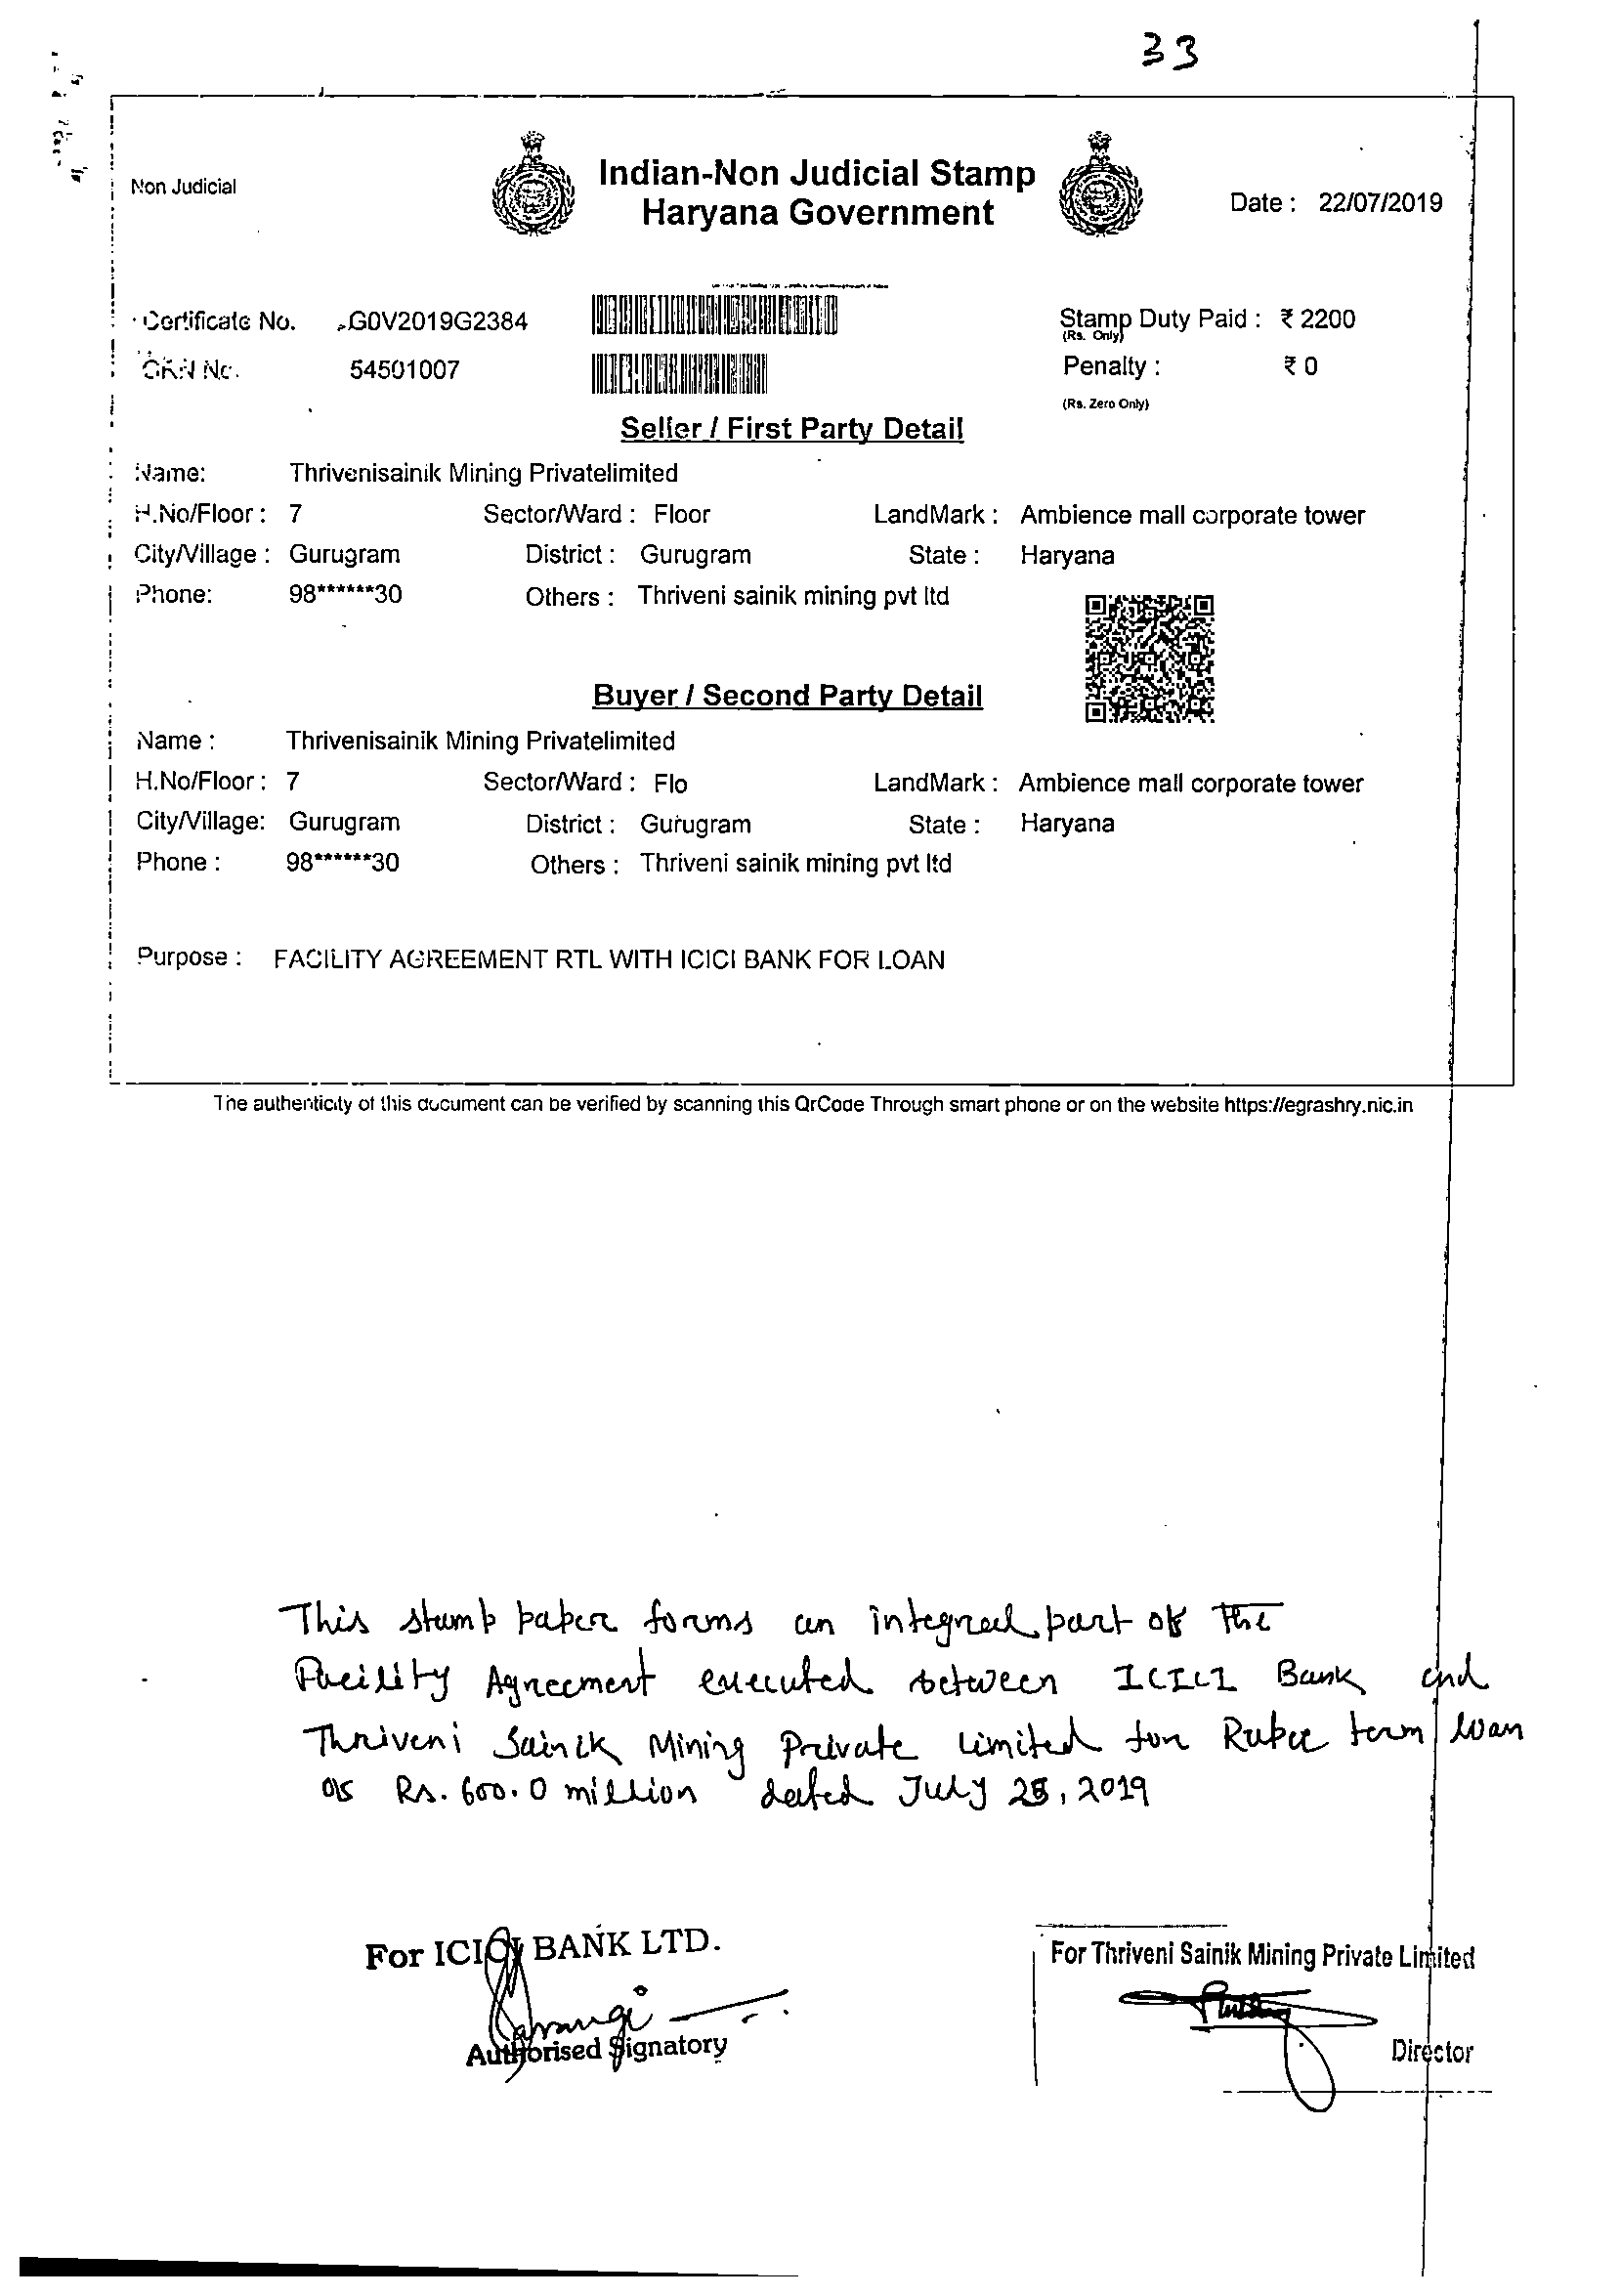 33
Non Judicial
Indian-Non Judicial Stamp
Haryana Government
Date : 22/07/2019
Certificate No. G0V2019G2384
Stamp Duty Paid : ₹ 2200
(Rs. Only)
GRN No. 54501007
Penalty : ₹ 0
(Rs. Zero Only)
Seller / First Party Detail
Name: Thrivenisainik Mining Privatelimited
H.No/Floor : 7 Sector/Ward : Floor LandMark : Ambience mall corporate tower
City/Village : Gurugram District : Gurugram State : Haryana
Phone: 98******30 Others : Thriveni sainik mining pvt ltd
Buyer / Second Party Detail
Name : Thrivenisainik Mining Privatelimited
H.No/Floor : 7 Sector/Ward : Flo LandMark : Ambience mall corporate tower
City/Village: Gurugram District : Gurugram State : Haryana
Phone : 98******30 Others : Thriveni sainik mining pvt ltd
Purpose : FACILITY AGREEMENT RTL WITH ICICI BANK FOR LOAN
The authenticity of this document can be verified by scanning this QrCode Through smart phone or on the website https://egrashry.nic.in
This stamp paper forms an integral part of the
Facility Agreement executed between ICICI Bank and
Thriveni Sainik Mining Private Limited for Rupee term loan
of Rs. 600.0 million dated July 25, 2019
For ICICI BANK LTD.
Authorised Signatory
For Thriveni Sainik Mining Private Limited
Director